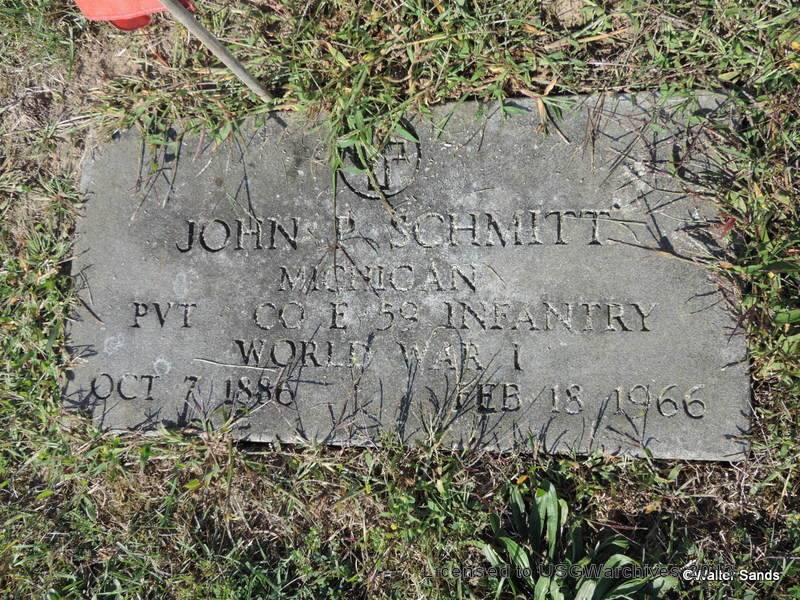 JOHN P SCHMITT
MICHIGAN
PVT CO E 59 INFANTRY
WORLD WAR I
OCT 7 1886 FEB 18 1966
Licensed to USGWarchives
©Walter Sands